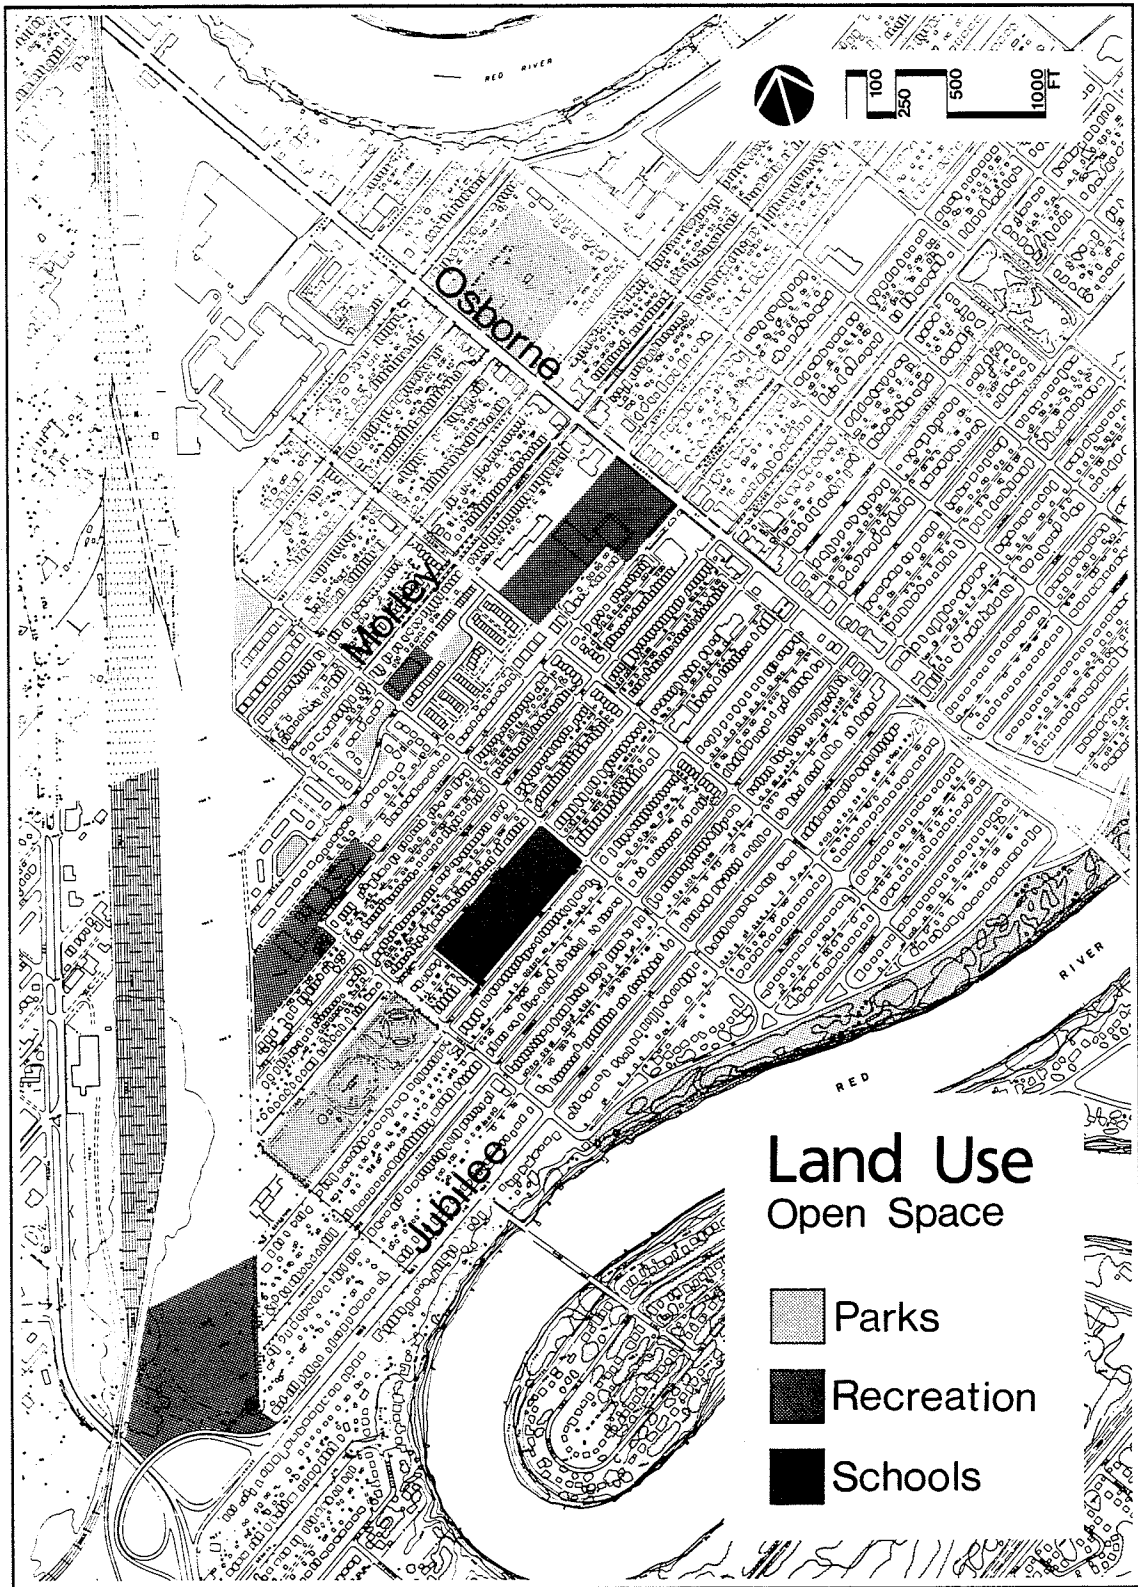 RED RIVER
100
250
500
1000
FT
Osborne
Morley
RIVER
RED
Jubilee
Land Use
Open Space
Parks
Recreation
Schools